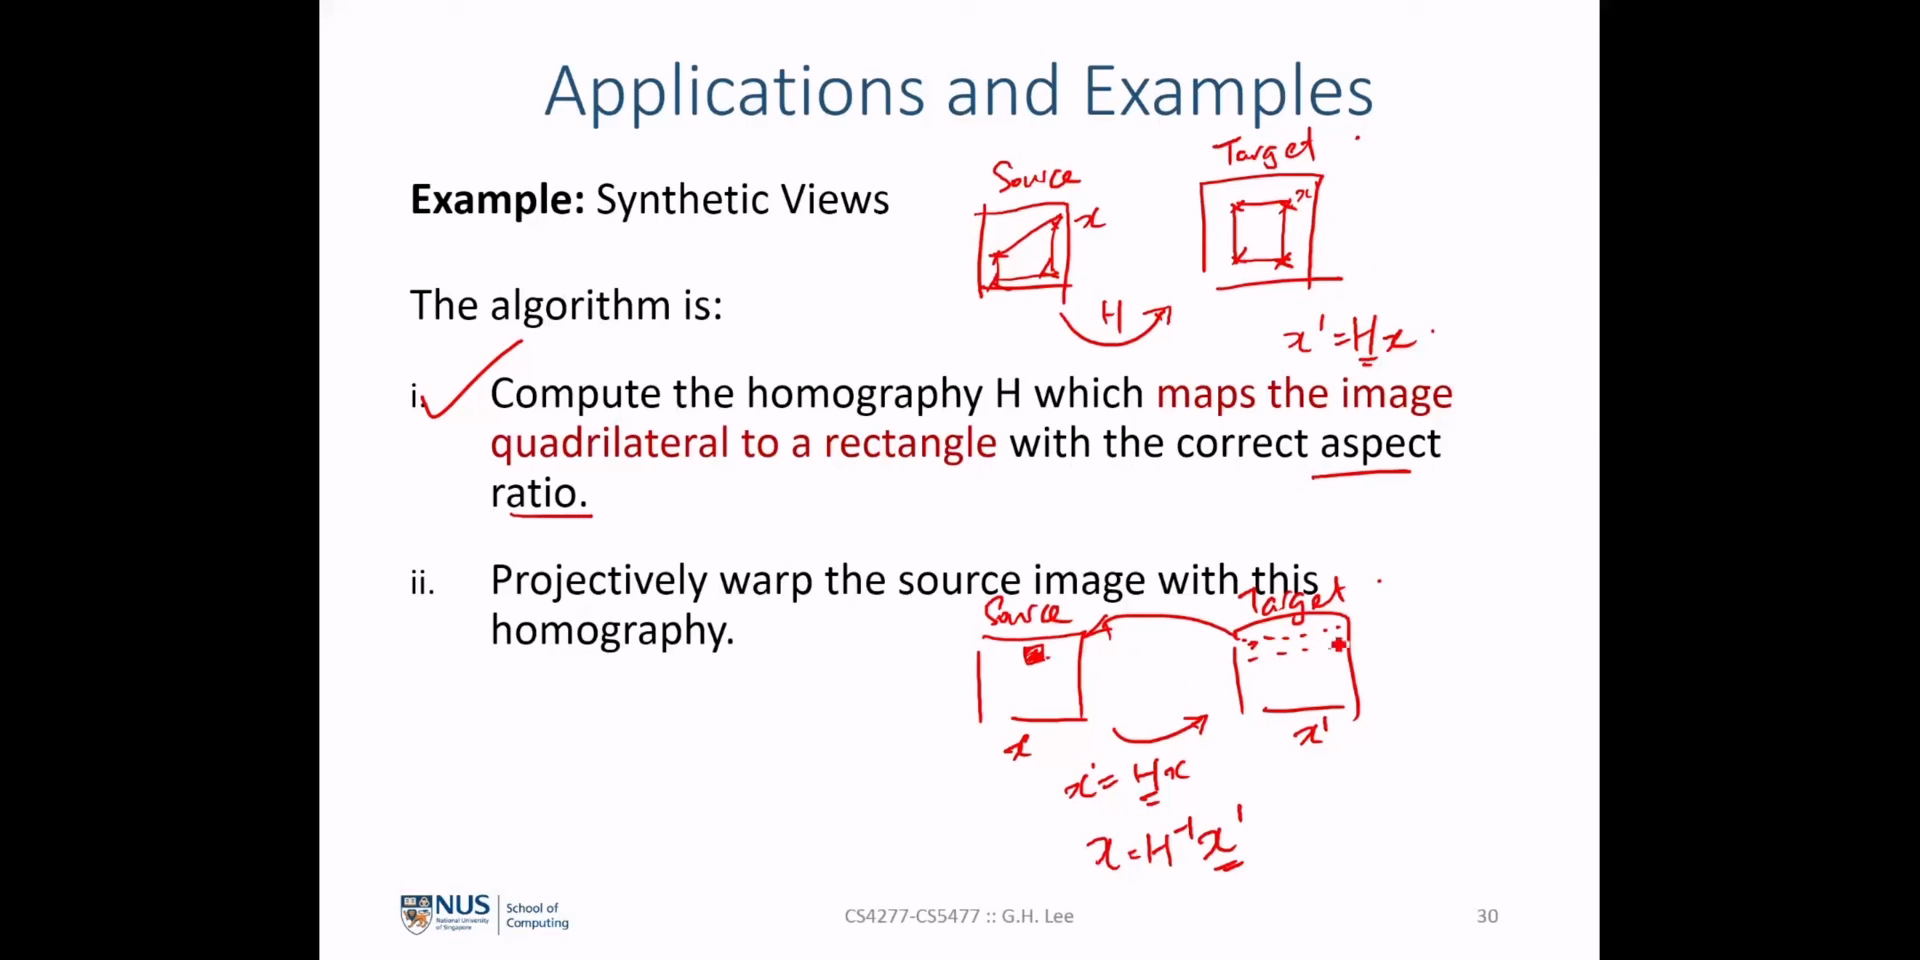 Applications and Examples
Target
Source
Example: Synthetic Views
x
x
The algorithm is:
H
x' = Hx
i. Compute the homography H which maps the image
quadrilateral to a rectangle with the correct aspect
ratio.
ii. Projectively warp the source image with this
Source
Target
homography.
x
x'
x' = Hx
x = H⁻¹x'
NUS
National University
of Singapore
School of
Computing
CS4277-CS5477 :: G.H. Lee
30